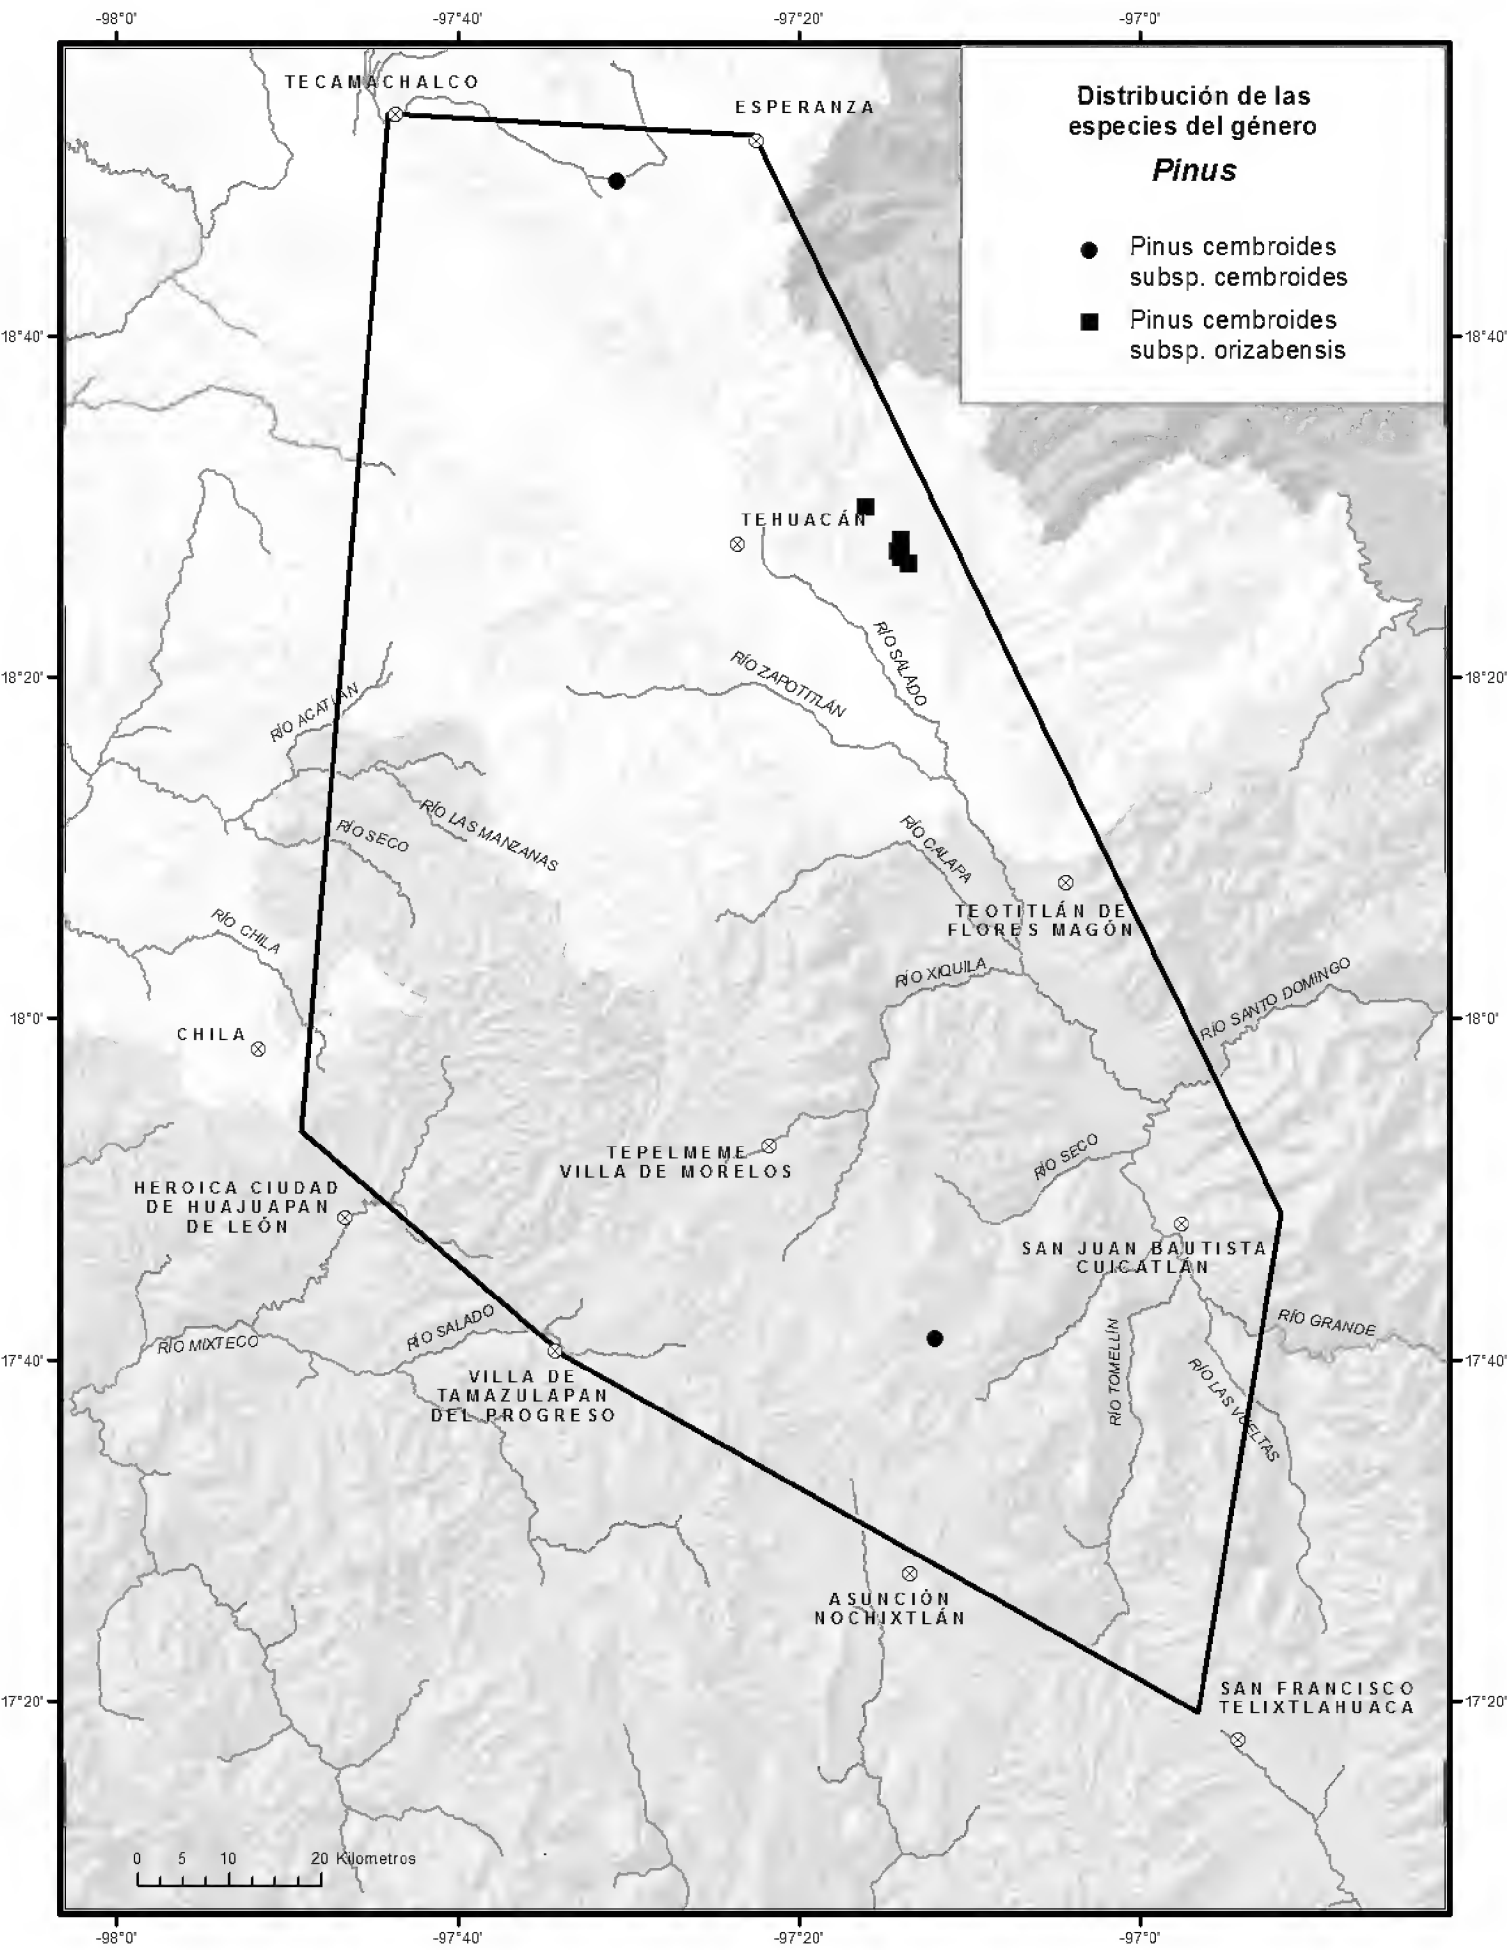 -98°0'
-97°40'
-97°20'
-97°0'
TECAMACHALCO
ESPERANZA
Distribución de las
especies del género
Pinus
Pinus cembroides
subsp. cembroides
Pinus cembroides
subsp. orizabensis
18°40'
18°40'
TEHUACÁN
RÍO SALADO
RÍO ZAPOTITLÁN
18°20'
18°20'
RÍO ACATLÁN
RÍO LAS MANZANAS
RÍO SECO
RÍO CALAPA
TEOTITLÁN DE
FLORES MAGÓN
RÍO CHILA
RÍO XIQUILA
RÍO SANTO DOMINGO
18°0'
18°0'
CHILA
TEPELMEME
VILLA DE MORELOS
RÍO SECO
HEROICA CIUDAD
DE HUAJUAPAN
DE LEÓN
SAN JUAN BAUTISTA
CUICATLÁN
RÍO MIXTECO
RÍO SALADO
RÍO GRANDE
17°40'
17°40'
VILLA DE
TAMAZULAPAN
DEL PROGRESO
RÍO TOMELLÍN
RÍO LAS VUELTAS
ASUNCIÓN
NOCHIXTLÁN
SAN FRANCISCO
TELIXTLAHUACA
17°20'
17°20'
0 5 10 20 Kilometros
-98°0'
-97°40'
-97°20'
-97°0'